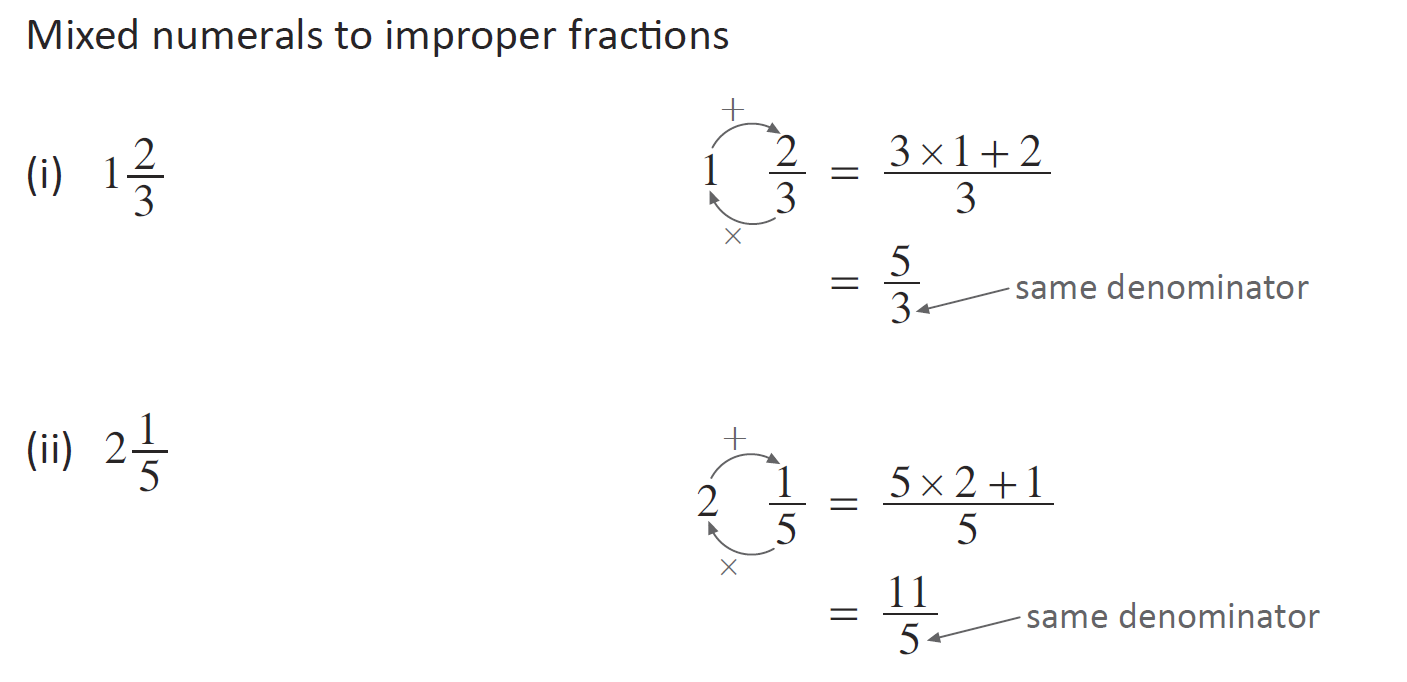 Mixed numerals to improper fractions
(i) 1 2/3
+
1 2/3 = (3 × 1 + 2)/3
×
= 5/3 same denominator
(ii) 2 1/5
+
2 1/5 = (5 × 2 + 1)/5
×
= 11/5 same denominator